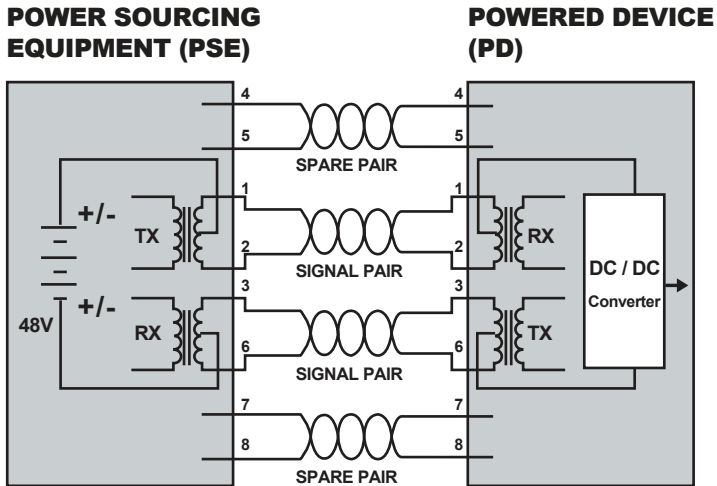 POWER SOURCING
EQUIPMENT (PSE)
POWERED DEVICE
(PD)
4
4
5
5
SPARE PAIR
1
1
+/-
TX
RX
2
2
SIGNAL PAIR
DC / DC
Converter
3
3
+/-
48V
RX
TX
6
6
SIGNAL PAIR
7
7
8
8
SPARE PAIR